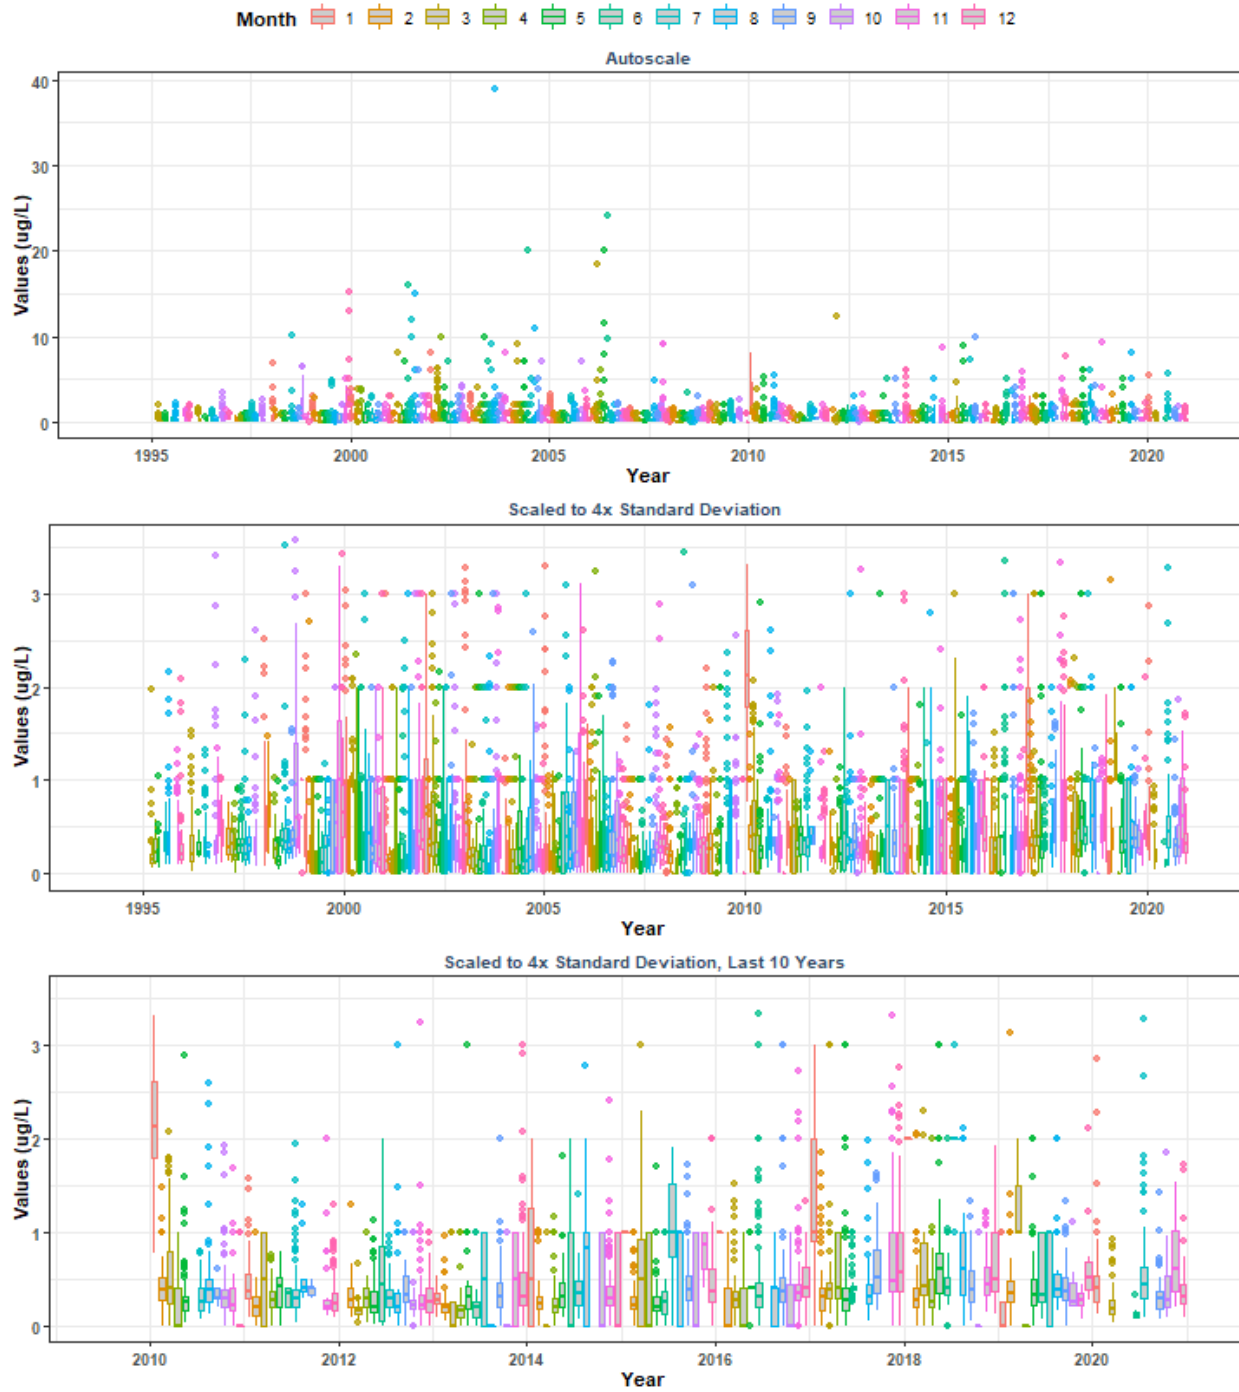 Month 1 2 3 4 5 6 7 8 9 10 11 12
Autoscale
40
30
20
10
0
Values (ug/L)
1995 2000 2005 2010 2015 2020
Year
Scaled to 4x Standard Deviation
3
2
1
0
Values (ug/L)
1995 2000 2005 2010 2015 2020
Year
Scaled to 4x Standard Deviation, Last 10 Years
3
2
1
0
Values (ug/L)
2010 2012 2014 2016 2018 2020
Year